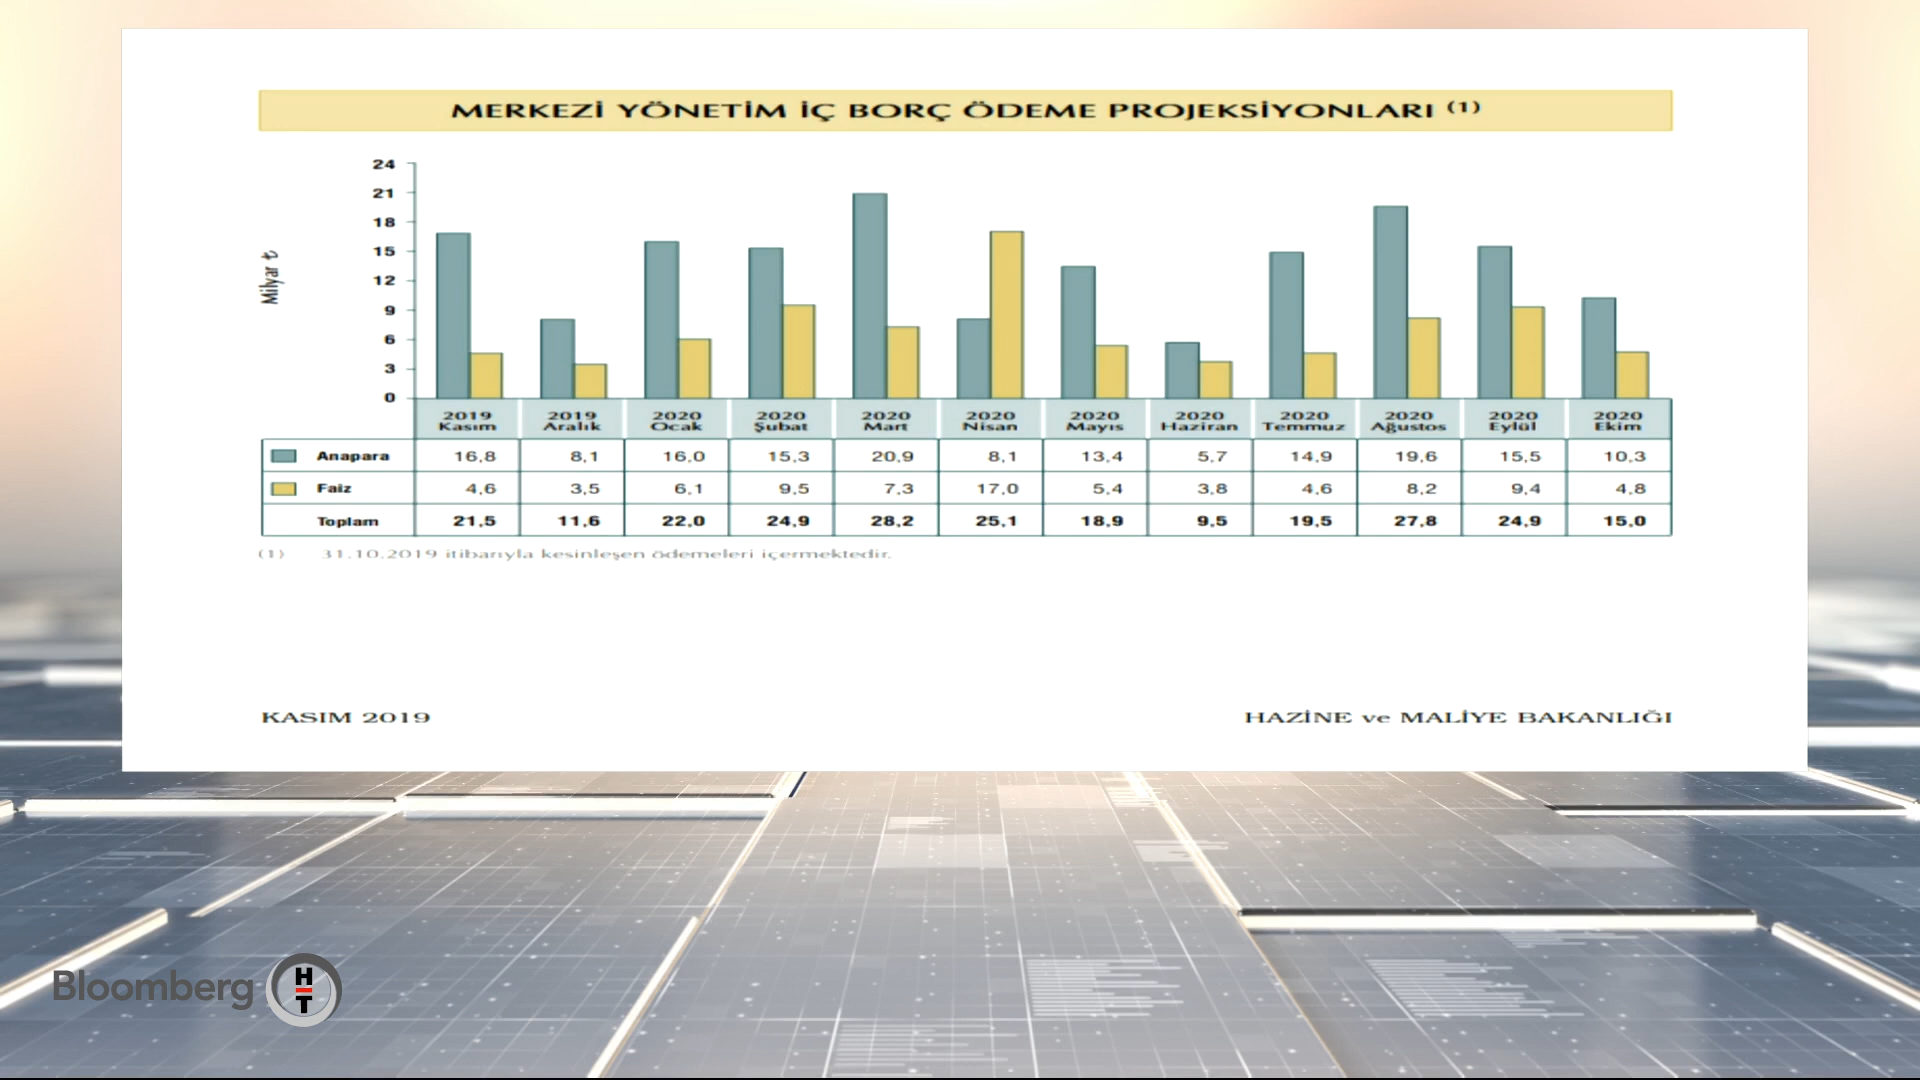 MERKEZİ YÖNETİM İÇ BORÇ ÖDEME PROJEKSİYONLARI (1)
Milyar ₺
24
21
18
15
12
9
6
3
0
2019 Kasım 2019 Aralık 2020 Ocak 2020 Şubat 2020 Mart 2020 Nisan 2020 Mayıs 2020 Haziran 2020 Temmuz 2020 Ağustos 2020 Eylül 2020 Ekim
Anapara 16,8 8,1 16,0 15,3 20,9 8,1 13,4 5,7 14,9 19,6 15,5 10,3
Faiz 4,6 3,5 6,1 9,5 7,3 17,0 5,4 3,8 4,6 8,2 9,4 4,8
Toplam 21,5 11,6 22,0 24,9 28,2 25,1 18,9 9,5 19,5 27,8 24,9 15,0
(1) 31.10.2019 itibarıyla kesinleşen ödemeleri içermektedir.
KASIM 2019 HAZİNE ve MALİYE BAKANLIĞI
Bloomberg HT